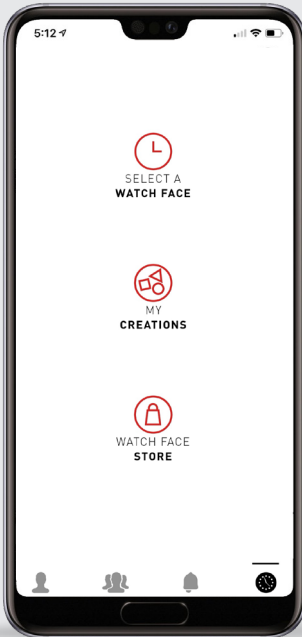 5:12
SELECT A
WATCH FACE
MY
CREATIONS
WATCH FACE
STORE